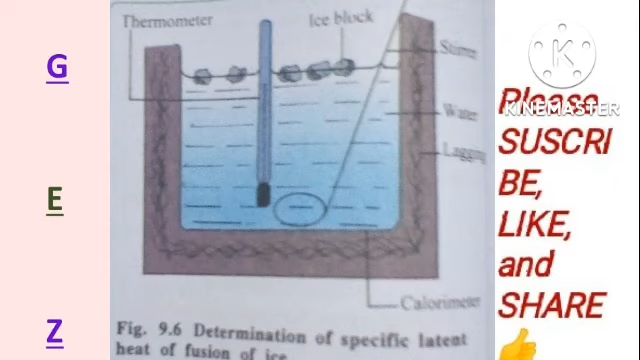 G
E
Z
Thermometer
Ice block
Stirrer
Water
Lagging
Calorimeter
Fig. 9.6 Determination of specific latent
heat of fusion of ice
K
KINEMASTER
Please
SUSCRI
BE,
LIKE,
and
SHARE